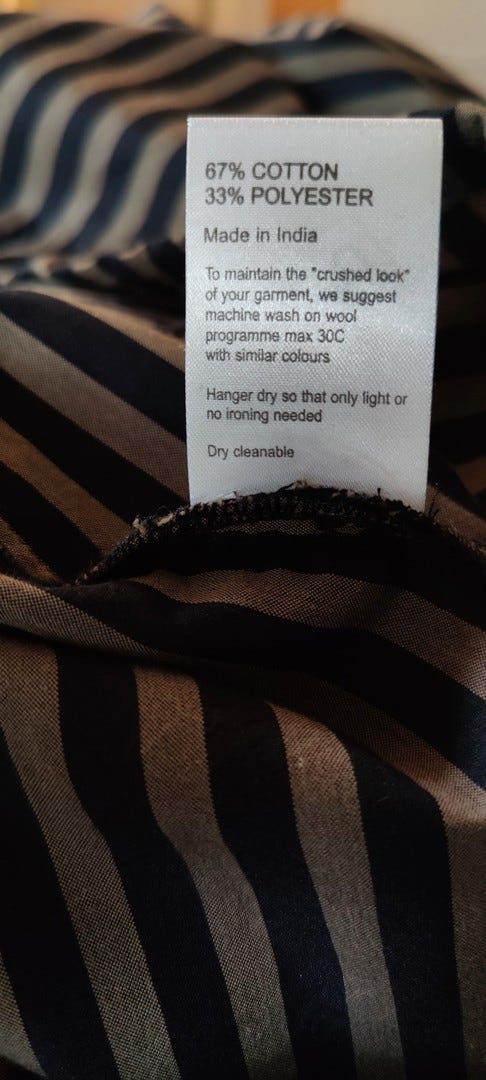 67% COTTON
33% POLYESTER
Made in India
To maintain the "crushed look"
of your garment, we suggest
machine wash on wool
programme max 30C
with similar colours
Hanger dry so that only light or
no ironing needed
Dry cleanable